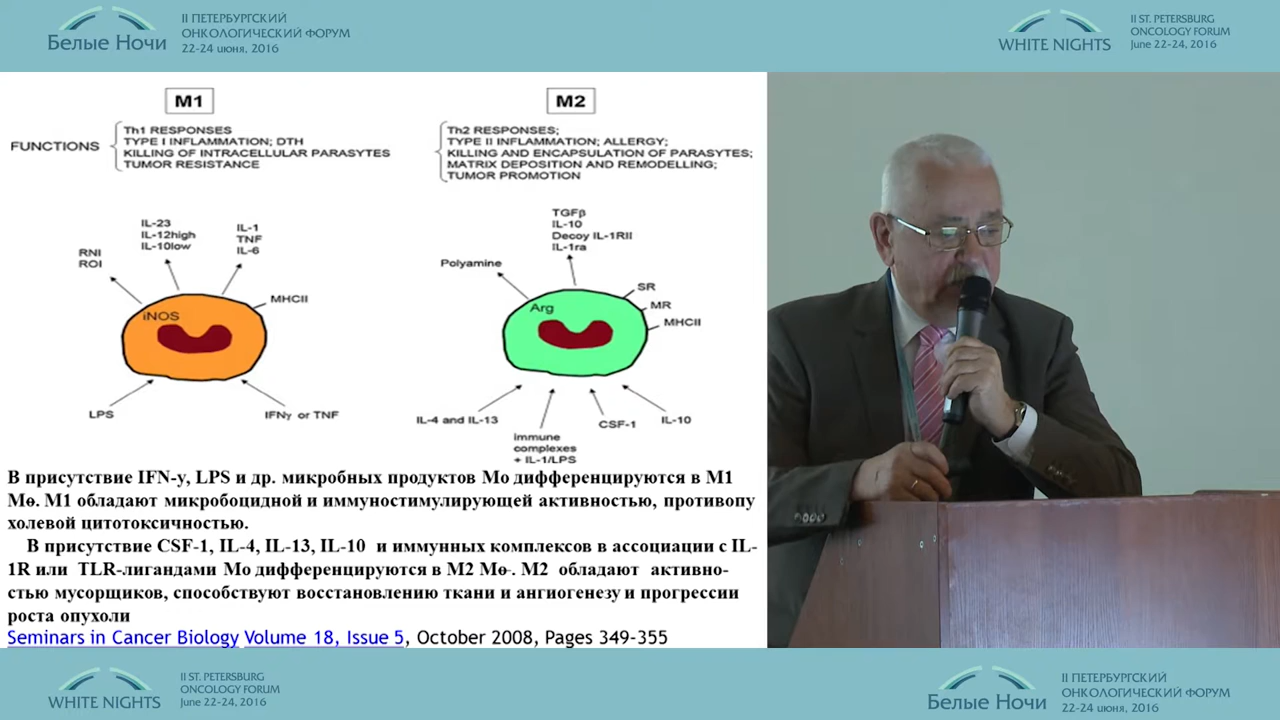 II ПЕТЕРБУРГСКИЙ
ОНКОЛОГИЧЕСКИЙ ФОРУМ
Белые Ночи
22-24 июня, 2016
II ST. PETERSBURG
ONCOLOGY FORUM
WHITE NIGHTS
June 22-24, 2016
M1
M2
FUNCTIONS
Th1 RESPONSES
TYPE I INFLAMMATION; DTH
KILLING OF INTRACELLULAR PARASYTES
TUMOR RESISTANCE
Th2 RESPONSES;
TYPE II INFLAMMATION; ALLERGY;
KILLING AND ENCAPSULATION OF PARASYTES;
MATRIX DEPOSITION AND REMODELLING;
TUMOR PROMOTION
RNI
ROI
IL-23
IL-12high
IL-10low
IL-1
TNF
IL-6
MHCII
iNOS
LPS
IFNγ or TNF
Polyamine
TGFβ
IL-10
Decoy IL-1RII
IL-1ra
SR
MR
MHCII
Arg
IL-4 and IL-13
Immune
complexes
+ IL-1/LPS
CSF-1
IL-10
В присутствие IFN-γ, LPS и др. микробных продуктов Мо дифференцируются в М1
Мө. М1 обладают микробоцидной и иммуностимулирующей активностью, противопу
холевой цитотоксичностью.
В присутствие CSF-1, IL-4, IL-13, IL-10 и иммунных комплексов в ассоциации с IL-
1R или TLR-лигандами Мо дифференцируются в М2 Мө-. М2 обладают активно-
стью мусорщиков, способствуют восстановлению ткани и ангиогенезу и прогрессии
роста опухоли
Seminars in Cancer Biology Volume 18, Issue 5, October 2008, Pages 349-355
II ST. PETERSBURG
ONCOLOGY FORUM
WHITE NIGHTS
June 22-24, 2016
II ПЕТЕРБУРГСКИЙ
ОНКОЛОГИЧЕСКИЙ ФОРУМ
Белые Ночи
22-24 июня, 2016